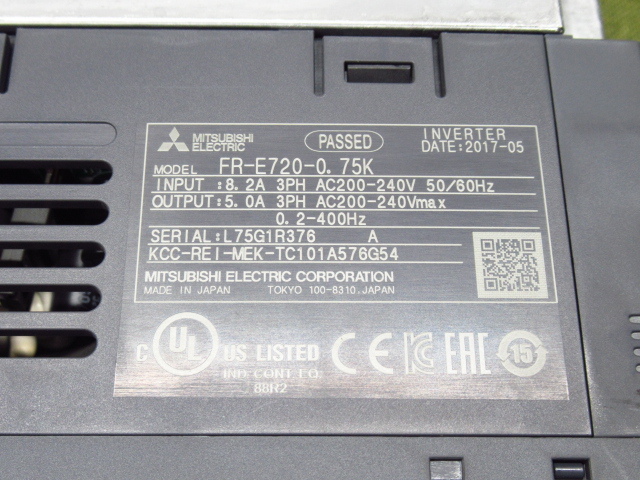 MITSUBISHI ELECTRIC
PASSED
INVERTER
DATE:2017-05
MODEL FR-E720-0.75K
INPUT :8.2A 3PH AC200-240V 50/60Hz
OUTPUT:5.0A 3PH AC200-240Vmax
0.2-400Hz
SERIAL:L75G1R376 A
KCC-REI-MEK-TC101A576G54
MITSUBISHI ELECTRIC CORPORATION
MADE IN JAPAN TOKYO 100-8310,JAPAN
C UL US LISTED CE KC EAC 15
IND CONT EQ
88R2